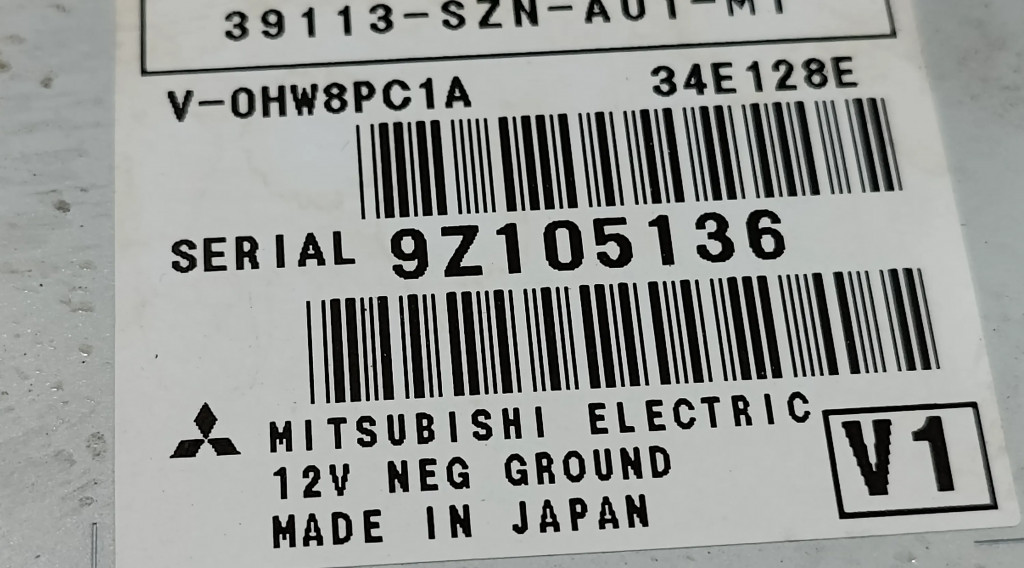 39113-SZN-A01-M1
V-0HW8PC1A 34E128E
SERIAL 9Z105136
MITSUBISHI ELECTRIC
12V NEG GROUND
V1
MADE IN JAPAN